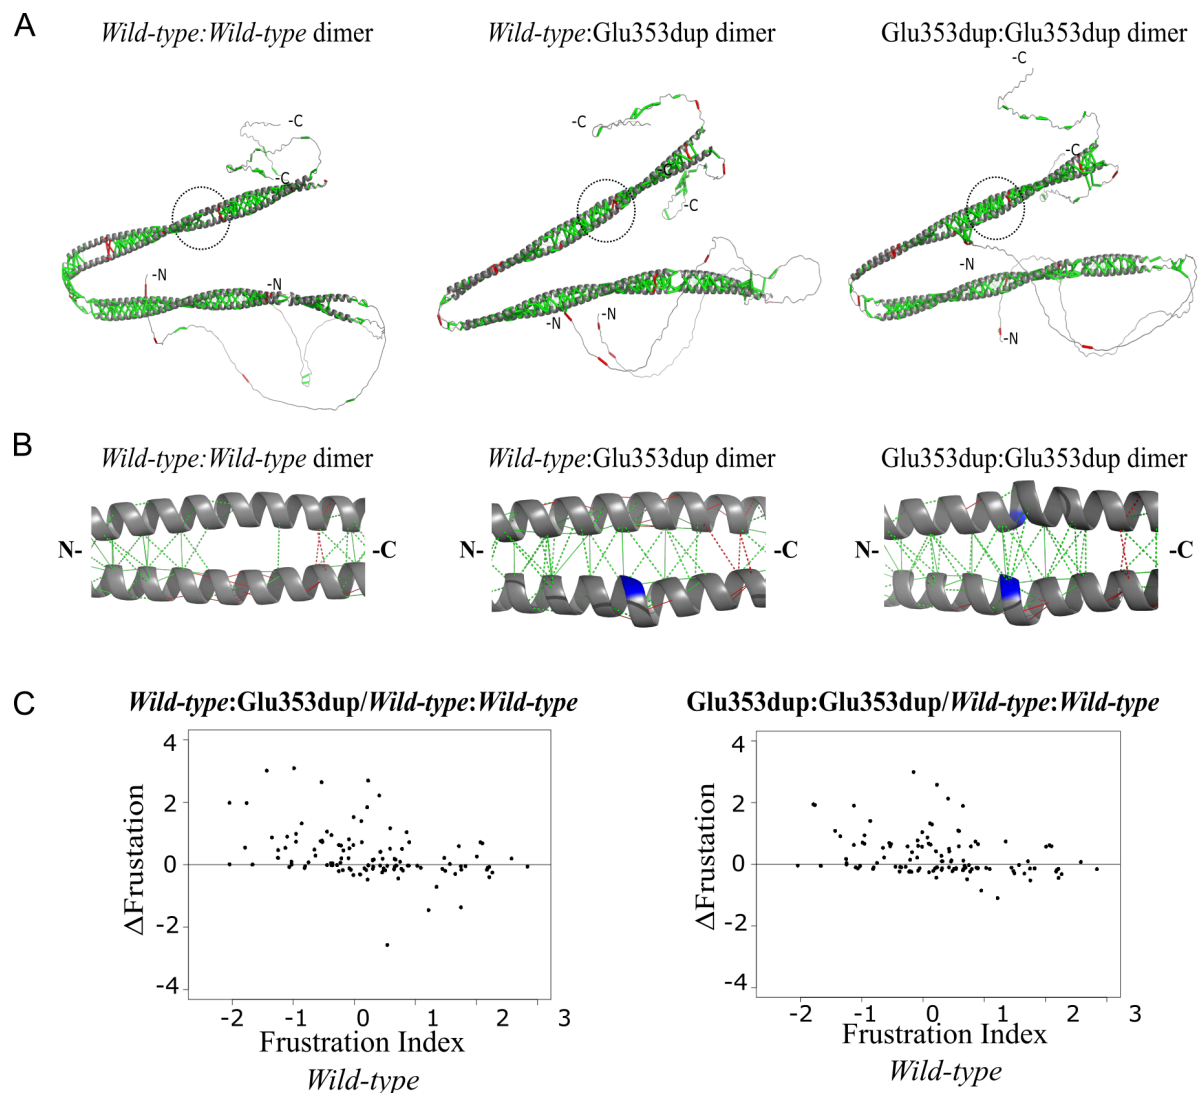 A
Wild-type:Wild-type dimer
Wild-type:Glu353dup dimer
Glu353dup:Glu353dup dimer
-C
-C
-N
-N
-C
-C
-C
-N
-N
-C
-C
-N
-N
B
Wild-type:Wild-type dimer
Wild-type:Glu353dup dimer
Glu353dup:Glu353dup dimer
N-
-C
N-
-C
N-
-C
C
Wild-type:Glu353dup/Wild-type:Wild-type
Glu353dup:Glu353dup/Wild-type:Wild-type
ΔFrustation
4
2
0
-2
-4
-2
-1
0
1
2
3
Frustration Index
Wild-type
ΔFrustation
4
2
0
-2
-4
-2
-1
0
1
2
3
Frustration Index
Wild-type